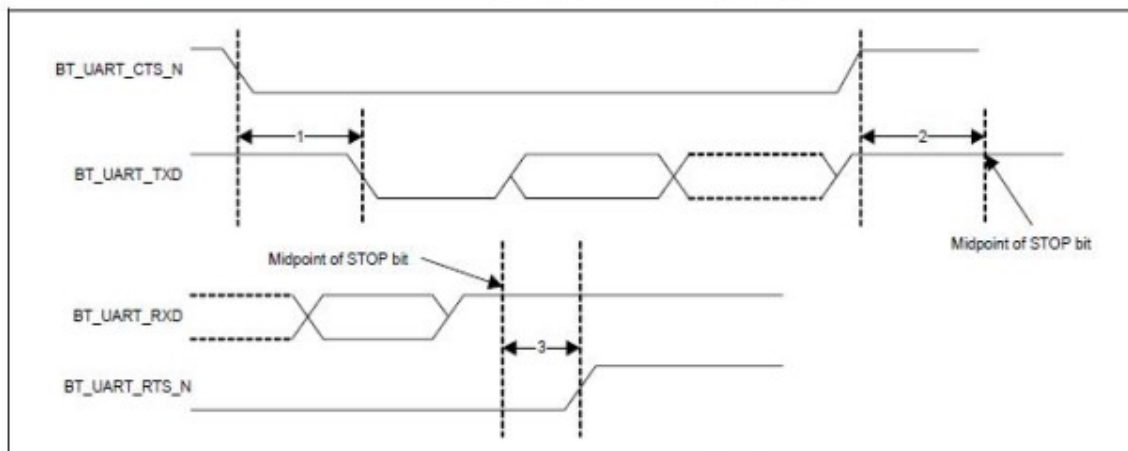 BT_UART_CTS_N
1
2
BT_UART_TXD
Midpoint of STOP bit
Midpoint of STOP bit
BT_UART_RXD
3
BT_UART_RTS_N